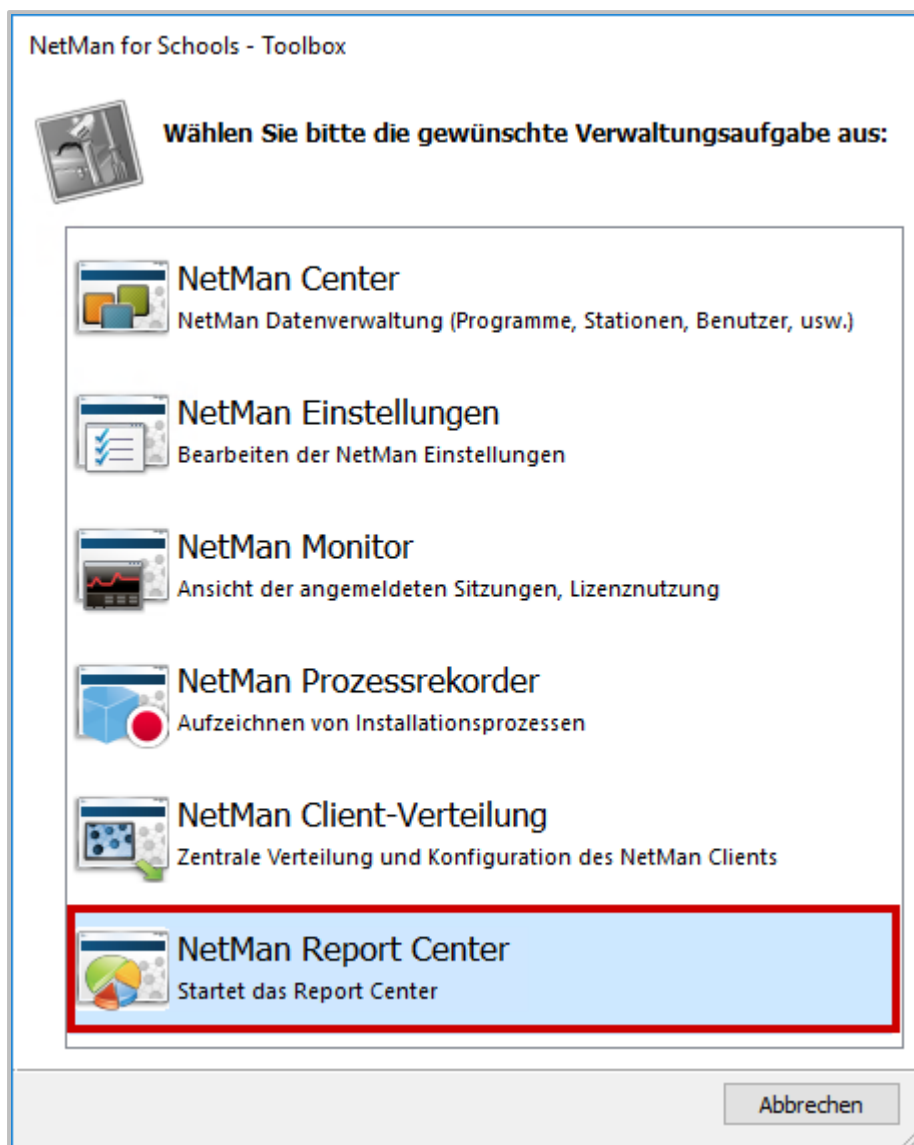 NetMan for Schools - Toolbox
Wählen Sie bitte die gewünschte Verwaltungsaufgabe aus:
NetMan Center
NetMan Datenverwaltung (Programme, Stationen, Benutzer, usw.)
NetMan Einstellungen
Bearbeiten der NetMan Einstellungen
NetMan Monitor
Ansicht der angemeldeten Sitzungen, Lizenznutzung
NetMan Prozessrekorder
Aufzeichnen von Installationsprozessen
NetMan Client-Verteilung
Zentrale Verteilung und Konfiguration des NetMan Clients
NetMan Report Center
Startet das Report Center
Abbrechen